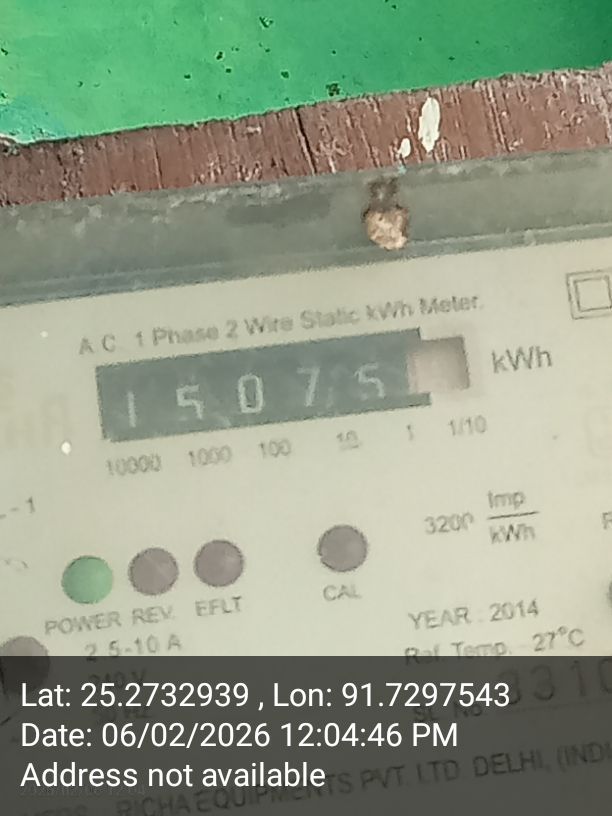 A.C. 1 Phase 2 Wire Static kWh Meter.
15075 kWh
10000 1000 100 10 1 1/10
3200 Imp
kWh
POWER REV. EFLT CAL
2.5-10 A
YEAR : 2014
Ref. Temp. 27°C
Lat: 25.2732939 , Lon: 91.7297543
Date: 06/02/2026 12:04:46 PM
Address not available
RICHA EQUIPMENTS PVT. LTD. DELHI,